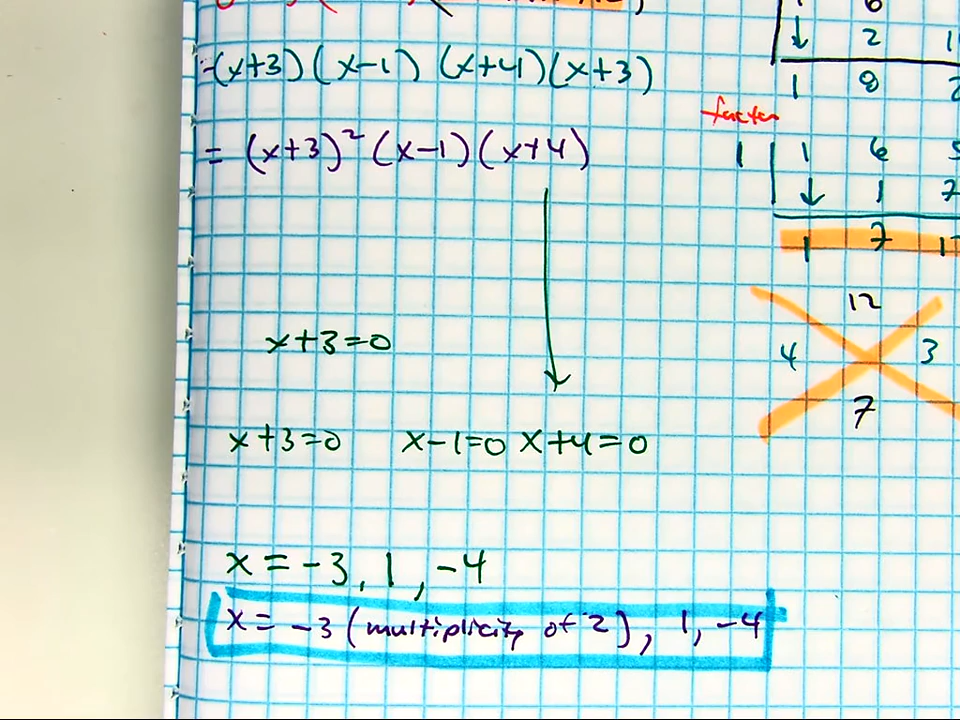 (x+3)(x-1)(x+4)(x+3)
= (x+3)² (x-1)(x+4)
x+3=0
x+3=0 x-1=0 x+4=0
x = -3, 1, -4
x = -3 (multiplicity of 2), 1, -4
6
↓ 2
1 8
factor
1 1 6
↓ 1
1 7
12
4 3
7